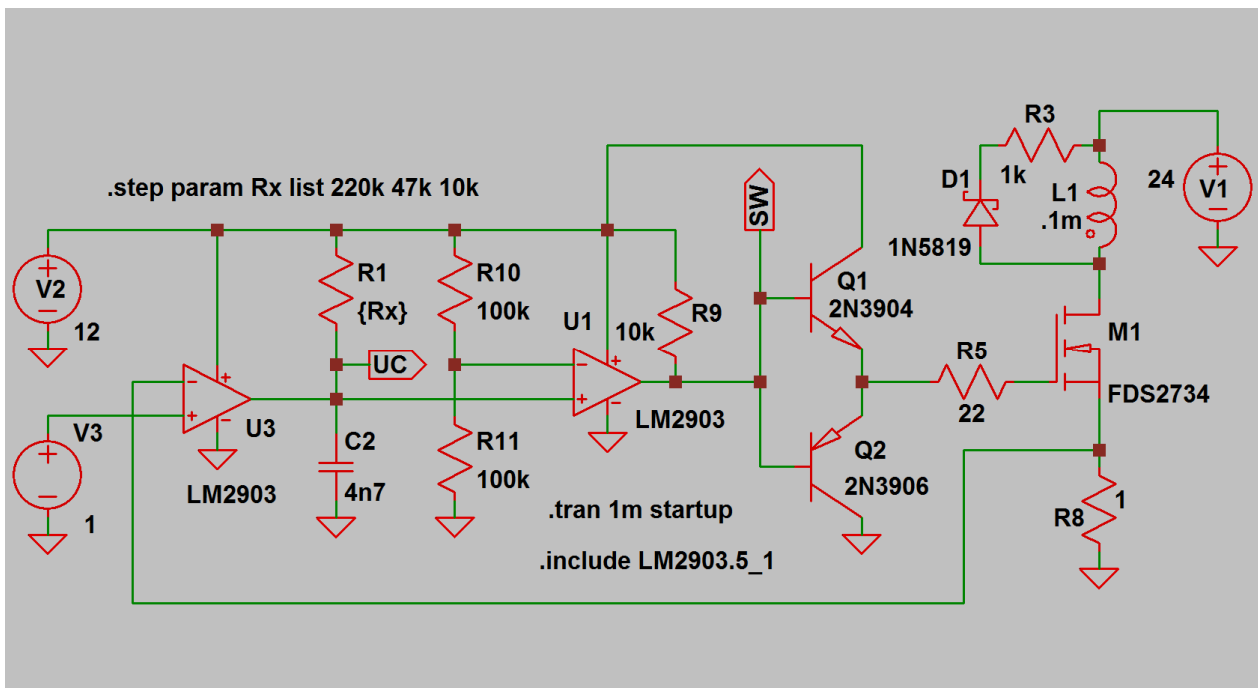 R3
.step param Rx list 220k 47k 10k
SW
D1
1k
24
+
V1
−
L1
.1m
1N5819
+
V2
−
R1
R10
Q1
{Rx}
100k
U1
10k
R9
2N3904
M1
12
UC
−
+
+
−
R5
−
+
+
−
LM2903
22
FDS2734
V3
U3
C2
R11
Q2
+
−
LM2903
4n7
100k
2N3906
1
R8
1
.tran 1m startup
.include LM2903.5_1